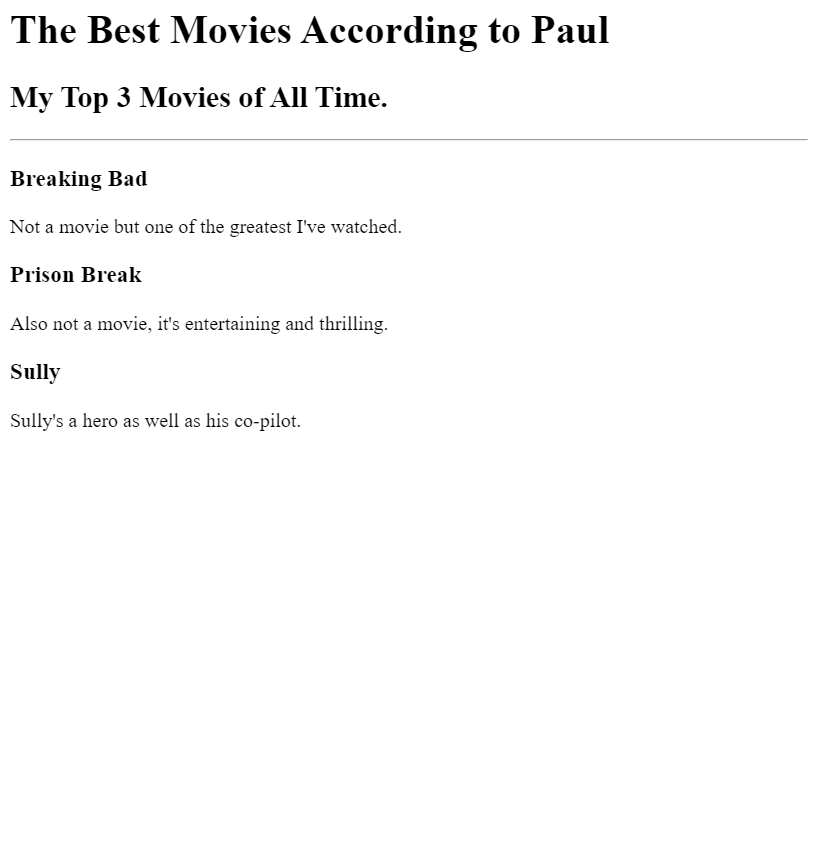 The Best Movies According to Paul
My Top 3 Movies of All Time.
Breaking Bad
Not a movie but one of the greatest I've watched.
Prison Break
Also not a movie, it's entertaining and thrilling.
Sully
Sully's a hero as well as his co-pilot.